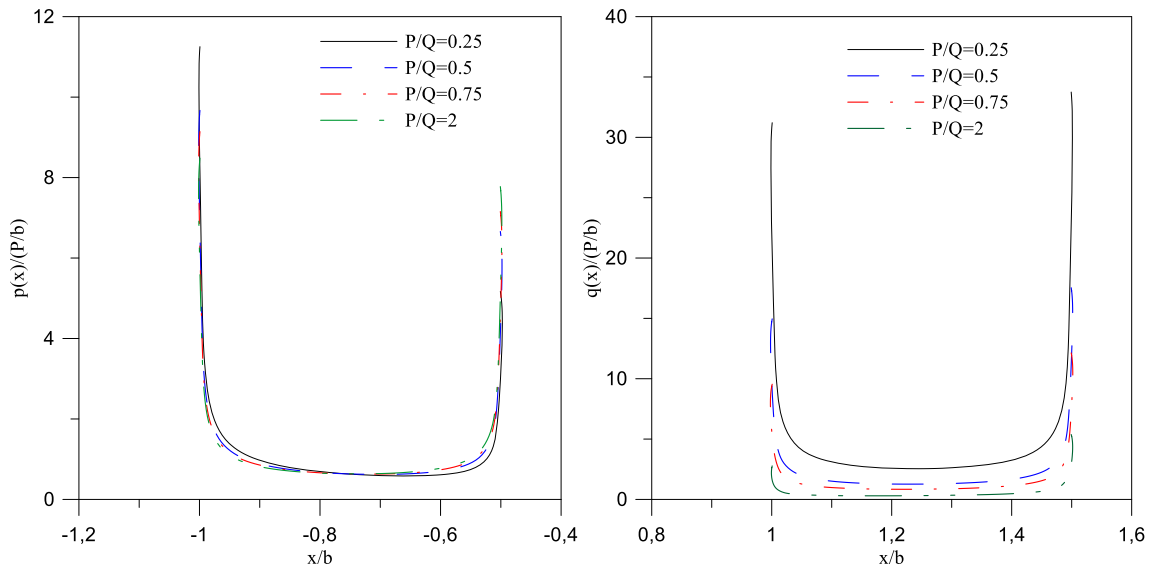 12
8
4
0
-1,2
-1
-0,8
-0,6
-0,4
x/b
p(x)/(P/b)
P/Q=0.25
P/Q=0.5
P/Q=0.75
P/Q=2
40
30
20
10
0
0,8
1
1,2
1,4
1,6
x/b
q(x)/(P/b)
P/Q=0.25
P/Q=0.5
P/Q=0.75
P/Q=2